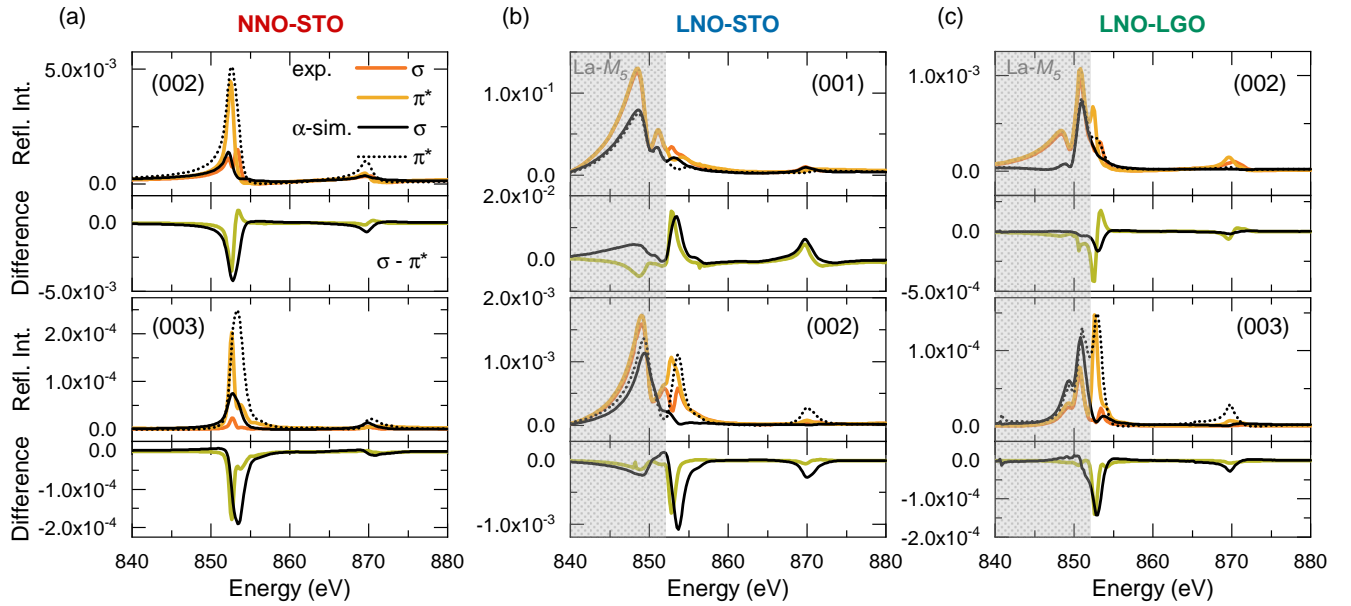 (a) NNO-STO
Refl. Int.
5.0x10⁻³
0.0
(002)
exp. σ
π*
α-sim. σ
π*
Difference
0.0
-5.0x10⁻³
σ - π*
Refl. Int.
2.0x10⁻⁴
1.0x10⁻⁴
0.0
(003)
Difference
0.0
-1.0x10⁻⁴
-2.0x10⁻⁴
840 850 860 870 880
Energy (eV)
(b) LNO-STO
La-M₅
(001)
1.0x10⁻¹
0.0
2.0x10⁻²
0.0
2.0x10⁻³
1.0x10⁻³
0.0
(002)
0.0
-1.0x10⁻³
840 850 860 870 880
Energy (eV)
(c) LNO-LGO
La-M₅
(002)
1.0x10⁻³
0.0
0.0
-5.0x10⁻⁴
(003)
1.0x10⁻⁴
0.0
0.0
-1.0x10⁻⁴
-2.0x10⁻⁴
840 850 860 870 880
Energy (eV)